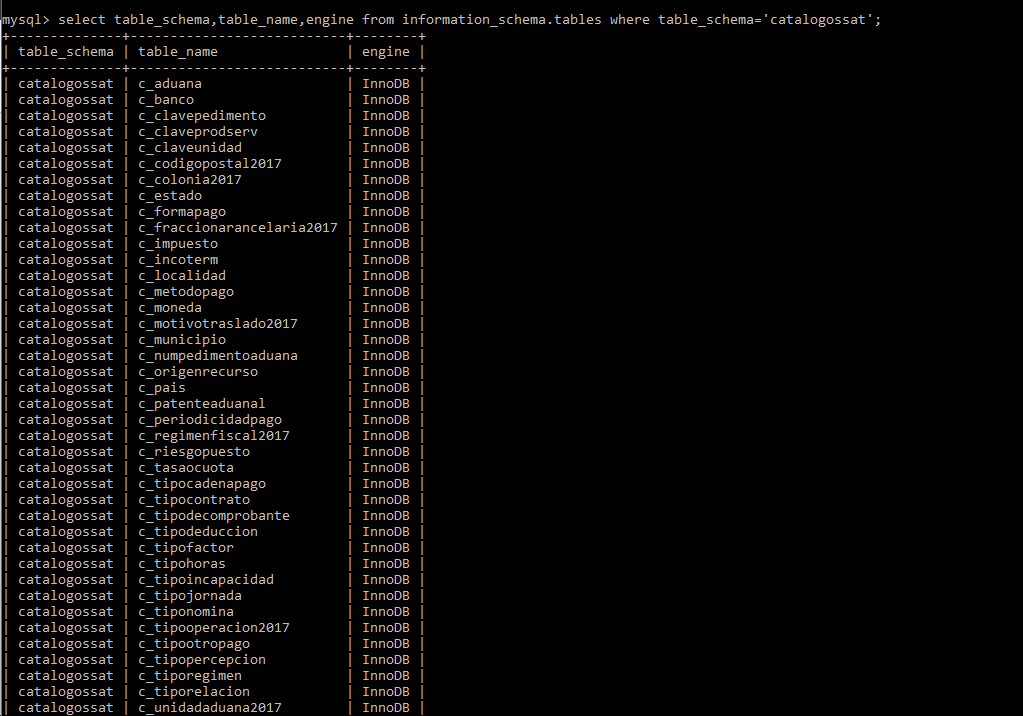 mysql> select table_schema,table_name,engine from information_schema.tables where table_schema='catalogossat';
+--------------+---------------------------+--------+
| table_schema | table_name                | engine |
+--------------+---------------------------+--------+
| catalogossat | c_aduana                  | InnoDB |
| catalogossat | c_banco                   | InnoDB |
| catalogossat | c_clavepedimento          | InnoDB |
| catalogossat | c_claveprodserv           | InnoDB |
| catalogossat | c_claveunidad             | InnoDB |
| catalogossat | c_codigopostal2017        | InnoDB |
| catalogossat | c_colonia2017             | InnoDB |
| catalogossat | c_estado                  | InnoDB |
| catalogossat | c_formapago               | InnoDB |
| catalogossat | c_fraccionarancelaria2017 | InnoDB |
| catalogossat | c_impuesto                | InnoDB |
| catalogossat | c_incoterm                | InnoDB |
| catalogossat | c_localidad               | InnoDB |
| catalogossat | c_metodopago              | InnoDB |
| catalogossat | c_moneda                  | InnoDB |
| catalogossat | c_motivotraslado2017      | InnoDB |
| catalogossat | c_municipio               | InnoDB |
| catalogossat | c_numpedimentoaduana      | InnoDB |
| catalogossat | c_origenrecurso           | InnoDB |
| catalogossat | c_pais                    | InnoDB |
| catalogossat | c_patenteaduanal          | InnoDB |
| catalogossat | c_periodicidadpago        | InnoDB |
| catalogossat | c_regimenfiscal2017       | InnoDB |
| catalogossat | c_riesgopuesto            | InnoDB |
| catalogossat | c_tasaocuota              | InnoDB |
| catalogossat | c_tipocadenapago          | InnoDB |
| catalogossat | c_tipocontrato            | InnoDB |
| catalogossat | c_tipodecomprobante       | InnoDB |
| catalogossat | c_tipodeduccion           | InnoDB |
| catalogossat | c_tipofactor              | InnoDB |
| catalogossat | c_tipohoras               | InnoDB |
| catalogossat | c_tipoincapacidad         | InnoDB |
| catalogossat | c_tipojornada             | InnoDB |
| catalogossat | c_tiponomina              | InnoDB |
| catalogossat | c_tipooperacion2017       | InnoDB |
| catalogossat | c_tipootropago            | InnoDB |
| catalogossat | c_tipopercepcion          | InnoDB |
| catalogossat | c_tiporegimen             | InnoDB |
| catalogossat | c_tiporelacion            | InnoDB |
| catalogossat | c_unidadaduana2017        | InnoDB |